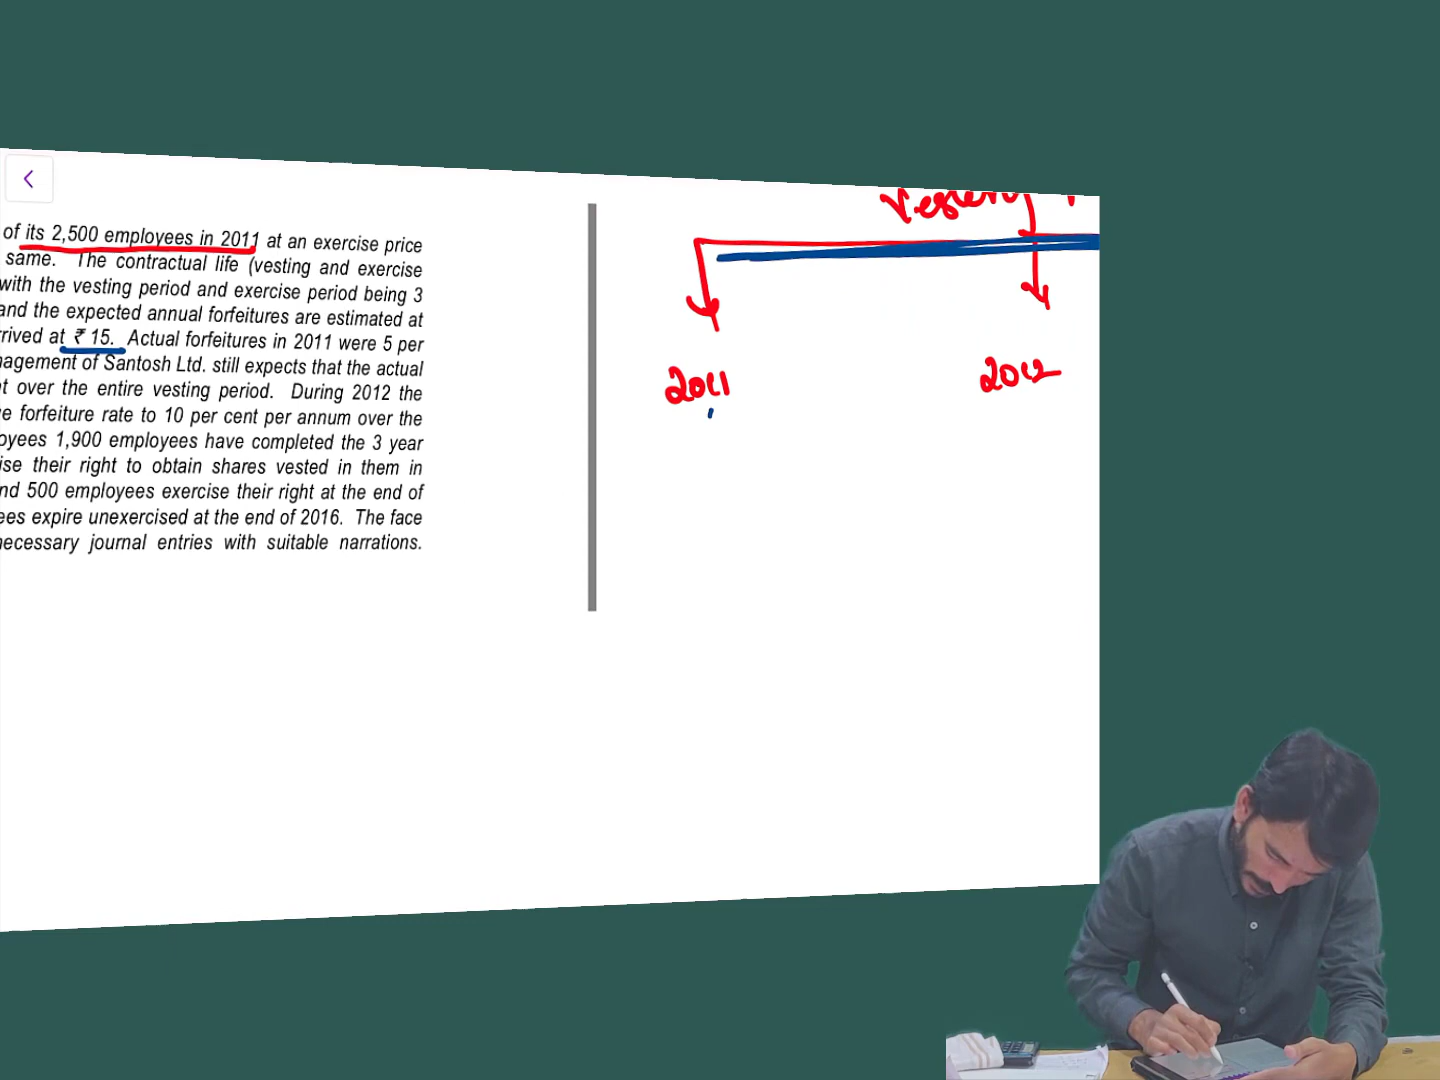 of its 2,500 employees in 2011 at an exercise price
same. The contractual life (vesting and exercise
with the vesting period and exercise period being 3
and the expected annual forfeitures are estimated at
rrived at ₹ 15. Actual forfeitures in 2011 were 5 per
nagement of Santosh Ltd. still expects that the actual
t over the entire vesting period. During 2012 the
ge forfeiture rate to 10 per cent per annum over the
oyees 1,900 employees have completed the 3 year
ise their right to obtain shares vested in them in
nd 500 employees exercise their right at the end of
ees expire unexercised at the end of 2016. The face
necessary journal entries with suitable narrations.
2011
2012